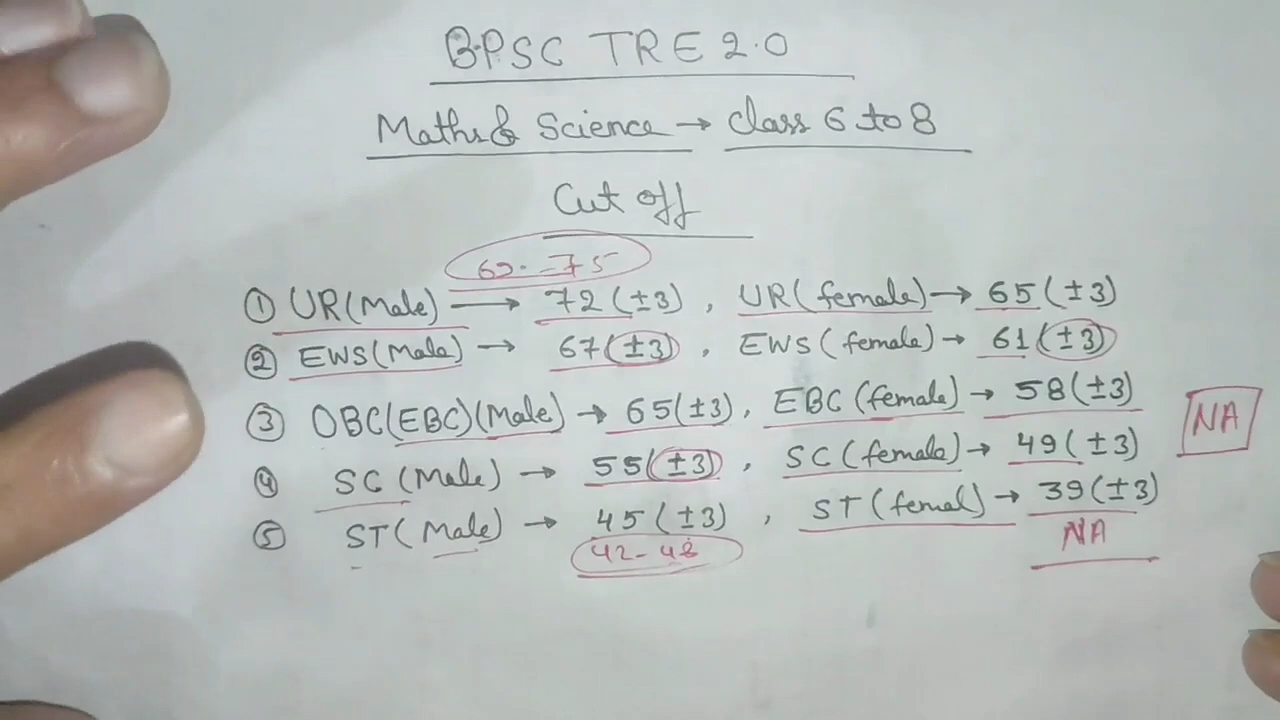 BPSC TRE 2.0
Maths & Science → class 6 to 8
Cut off
75
① UR (Male) → 72 (±3) , UR (female) → 65 (±3)
② EWS (Male) → 67 (±3) , EWS (female) → 61 (±3)
③ OBC (EBC) (Male) → 65 (±3) , EBC (female) → 58 (±3)
NA
④ SC (Male) → 55 (±3) , SC (female) → 49 (±3)
⑤ ST (Male) → 45 (±3) , ST (femal) → 39 (±3)
42 - 48
NA